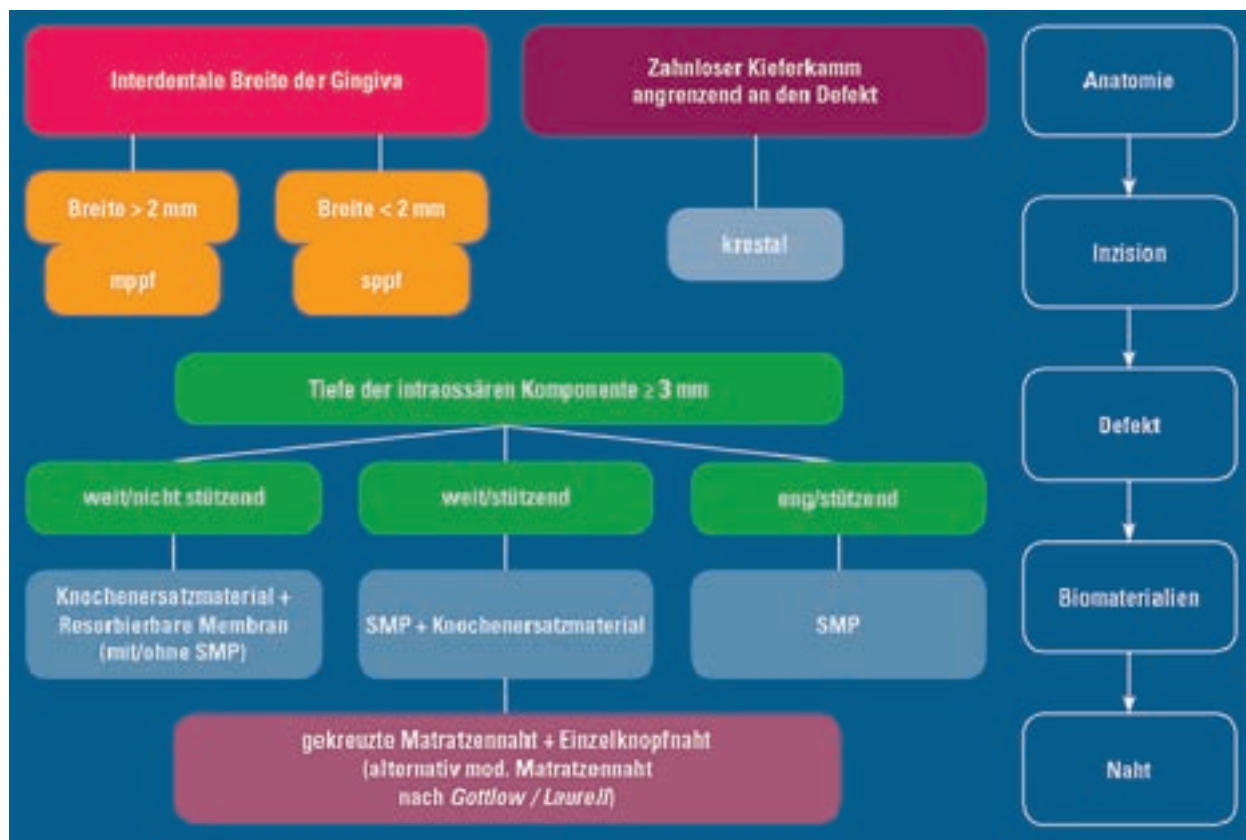 Interdentale Breite der Gingiva
Zahnloser Kieferkamm
angrenzend an den Defekt
Anatomie
Breite > 2 mm
Breite < 2 mm
mppf
sppf
krestal
Inzision
Tiefe der intraossären Komponente ≥ 3 mm
Defekt
weit/nicht stützend
weit/stützend
eng/stützend
Knochenersatzmaterial +
Resorbierbare Membran
(mit/ohne SMP)
SMP + Knochenersatzmaterial
SMP
Biomaterialien
gekreuzte Matratzennaht + Einzelknopfnaht
(alternativ mod. Matratzennaht
nach Gottlow / Laurell)
Naht